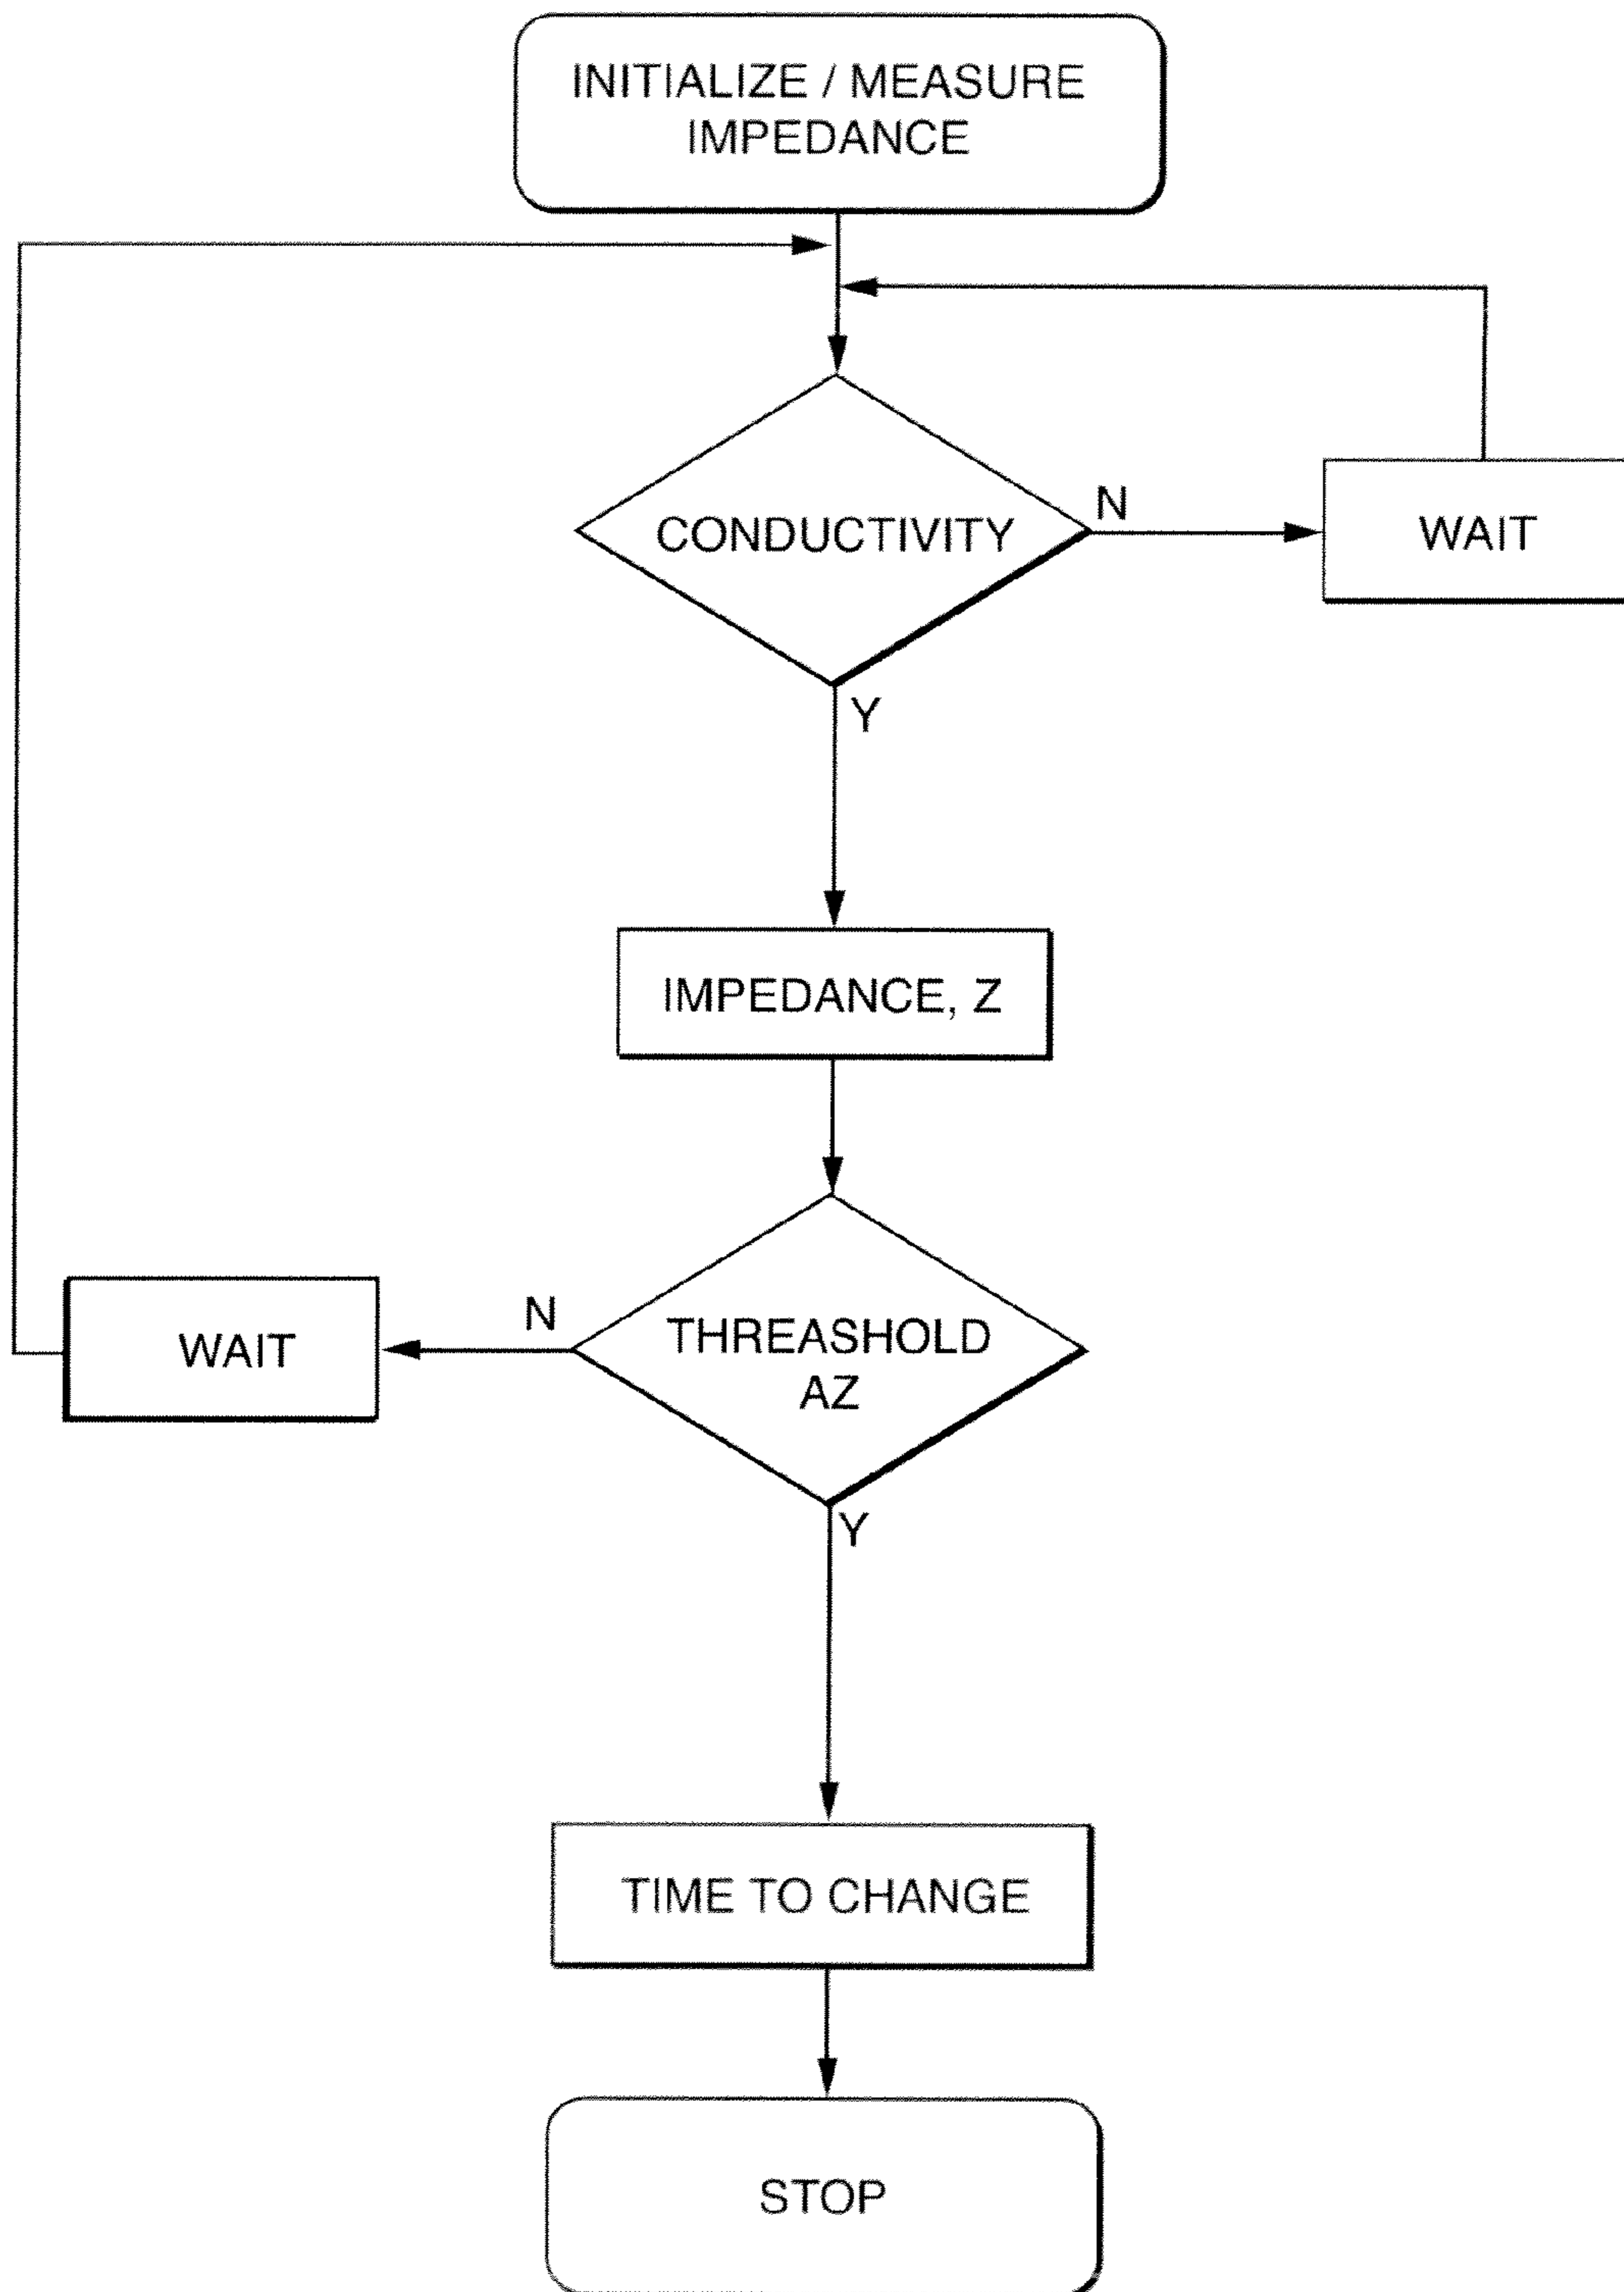 INITIALIZE / MEASURE
IMPEDANCE
CONDUCTIVITY
N
WAIT
Y
IMPEDANCE, Z
THREASHOLD
AZ
N
WAIT
Y
TIME TO CHANGE
STOP